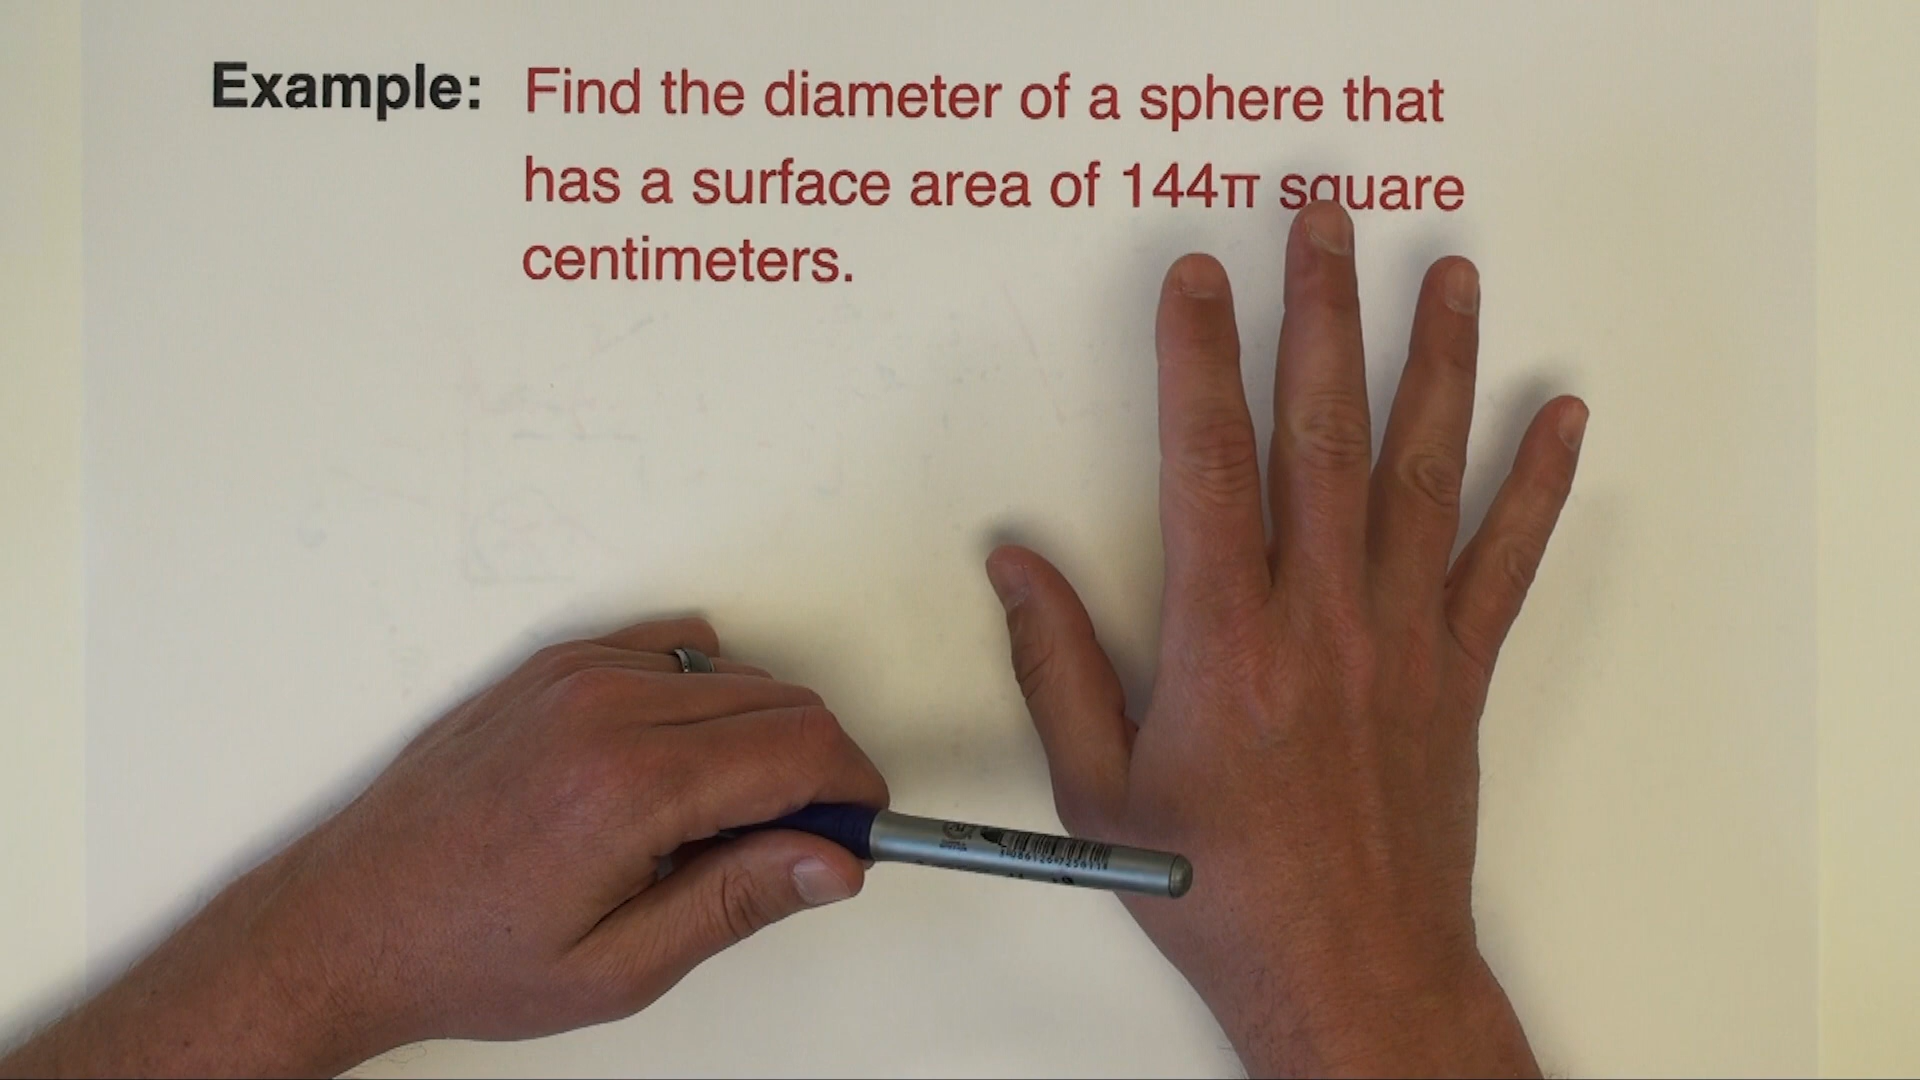 Example: Find the diameter of a sphere that
has a surface area of 144π square
centimeters.